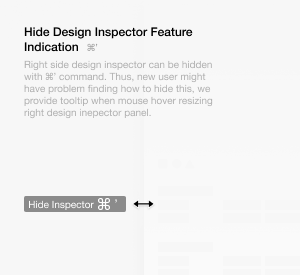 Hide Design Inspector Feature
Indication ⌘'
Right side design inspector can be hidden
with ⌘' command. Thus, new user might
have problem finding how to hide this, we
provide tooltip when mouse hover resizing
right design inepector panel.
Hide Inspector ⌘ '